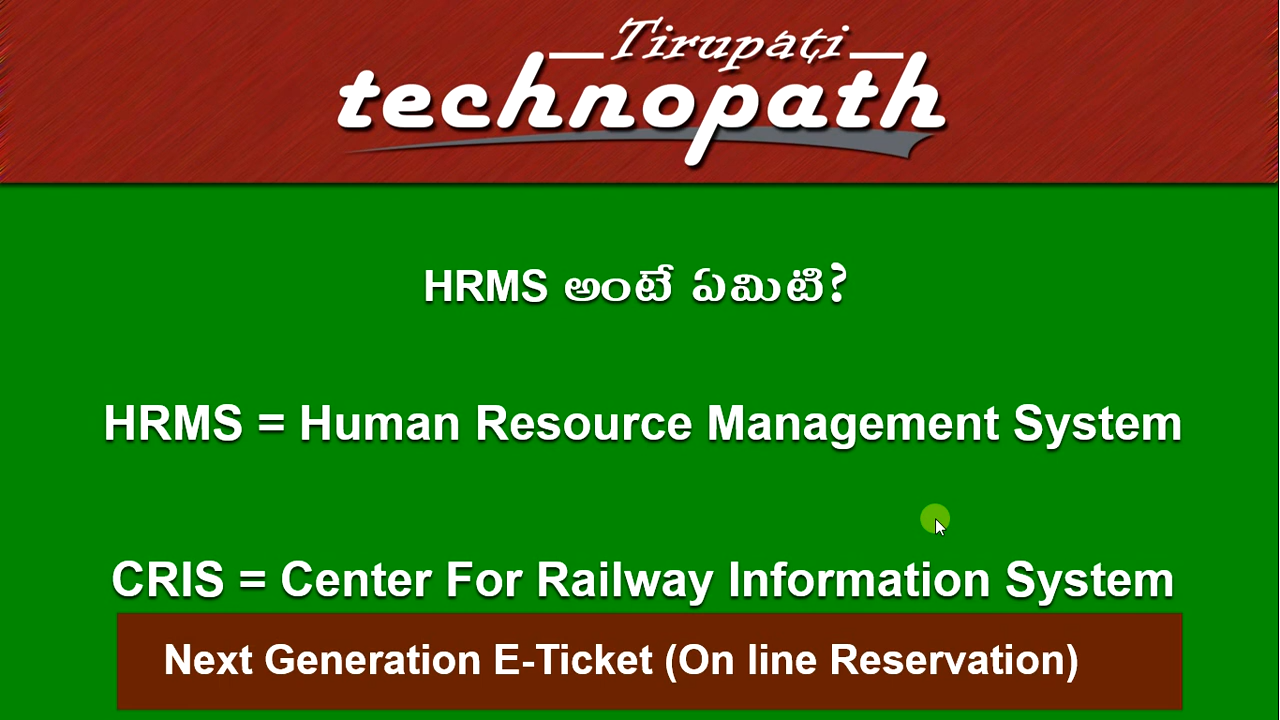 Tirupati
technopath
HRMS అంటే ఏమిటి?
HRMS = Human Resource Management System
CRIS = Center For Railway Information System
Next Generation E-Ticket (On line Reservation)